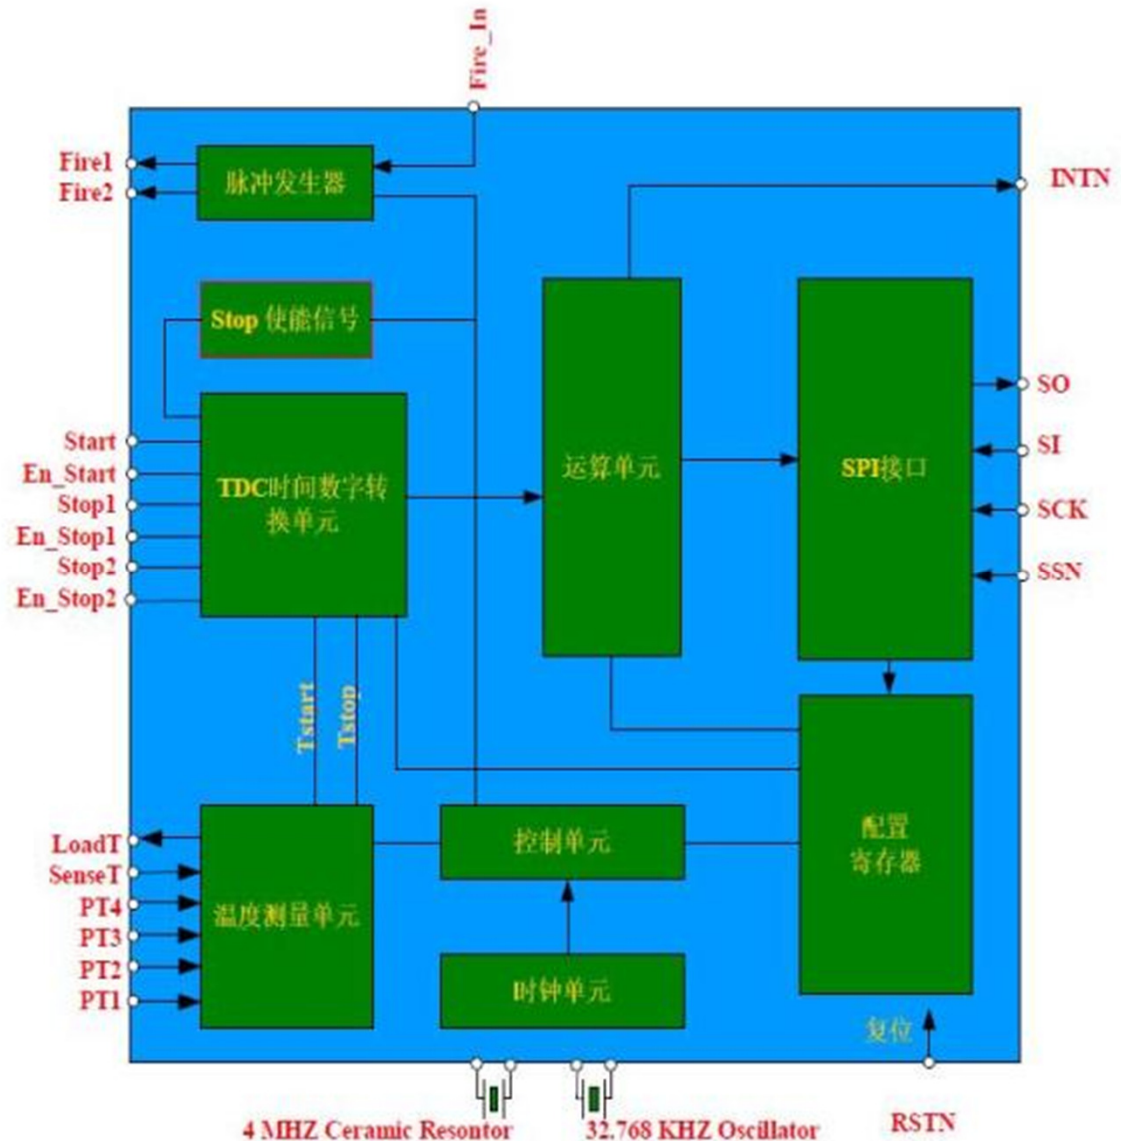 Fire_In
Fire1
Fire2
脉冲发生器
INTN
Stop 使能信号
SO
Start
En_Start
Stop1
En_Stop1
Stop2
En_Stop2
TDC时间数字转
换单元
运算单元
SPI接口
SI
SCK
SSN
Tstart
Tstop
LoadT
SenseT
PT4
PT3
PT2
PT1
温度测量单元
控制单元
时钟单元
配置
寄存器
复位
4 MHZ Ceramic Resontor
32.768 KHZ Oscillator
RSTN